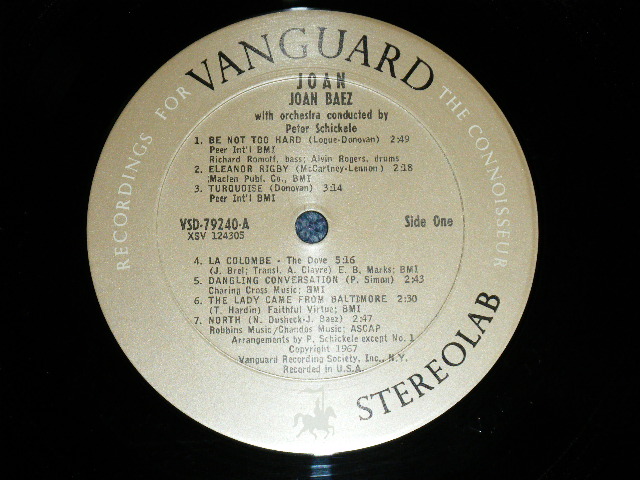 RECORDINGS FOR VANGUARD THE CONNOISSEUR
JOAN
JOAN BAEZ
with orchestra conducted by
Peter Schickele
1. BE NOT TOO HARD (Logue-Donovan) 2:49
Peer Int'l BMI
Richard Romoff, bass; Alvin Rogers, drums
2. ELEANOR RIGBY (McCartney-Lennon) 2:18
Maclen Publ. Co., BMI
3. TURQUOISE (Donovan) 3:14
Peer Int'l BMI
VSD-79240-A
XSV 124305
Side One
4. LA COLOMBE - The Dove 5:16
(J. Brel; Transl. A. Clayre) E. B. Marks; BMI
5. DANGLING CONVERSATION (P. Simon) 2:43
Charing Cross Music; BMI
6. THE LADY CAME FROM BALTIMORE 2:30
(T. Hardin) Faithful Virtue; BMI
7. NORTH (N. Dusheck-J. Baez) 2:47
Robbins Music/Chandos Music; ASCAP
Arrangements by P. Schickele except No. 1
Copyright 1967
Vanguard Recording Society, Inc., N.Y.
Recorded in U.S.A.
STEREOLAB